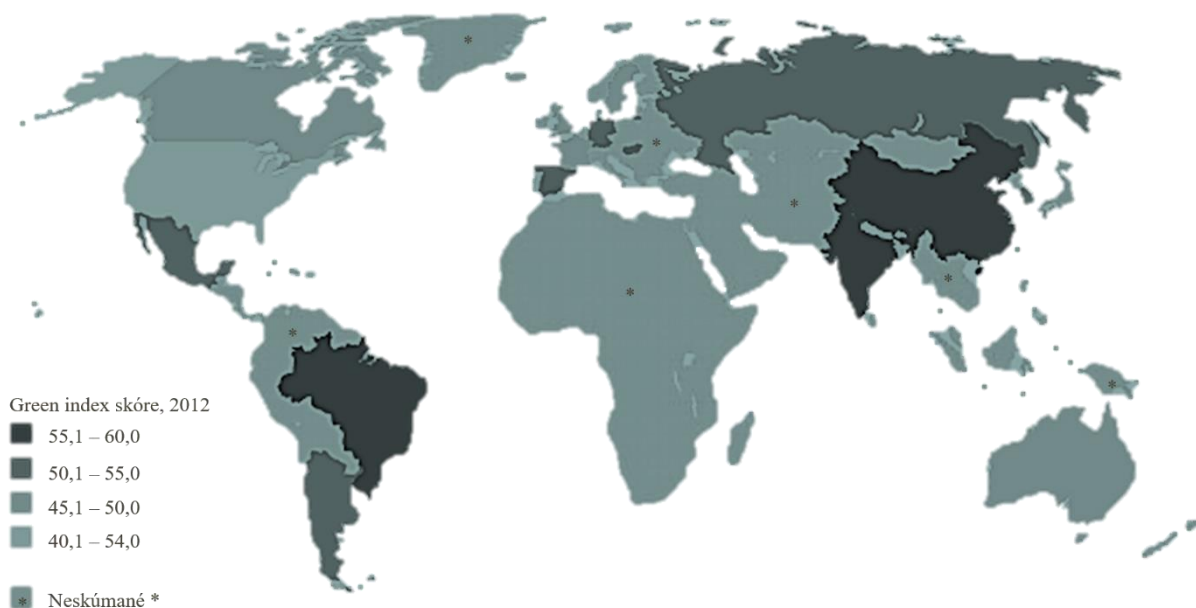 Green index skóre, 2012
55,1 – 60,0
50,1 – 55,0
45,1 – 50,0
40,1 – 54,0
Neskúmané *